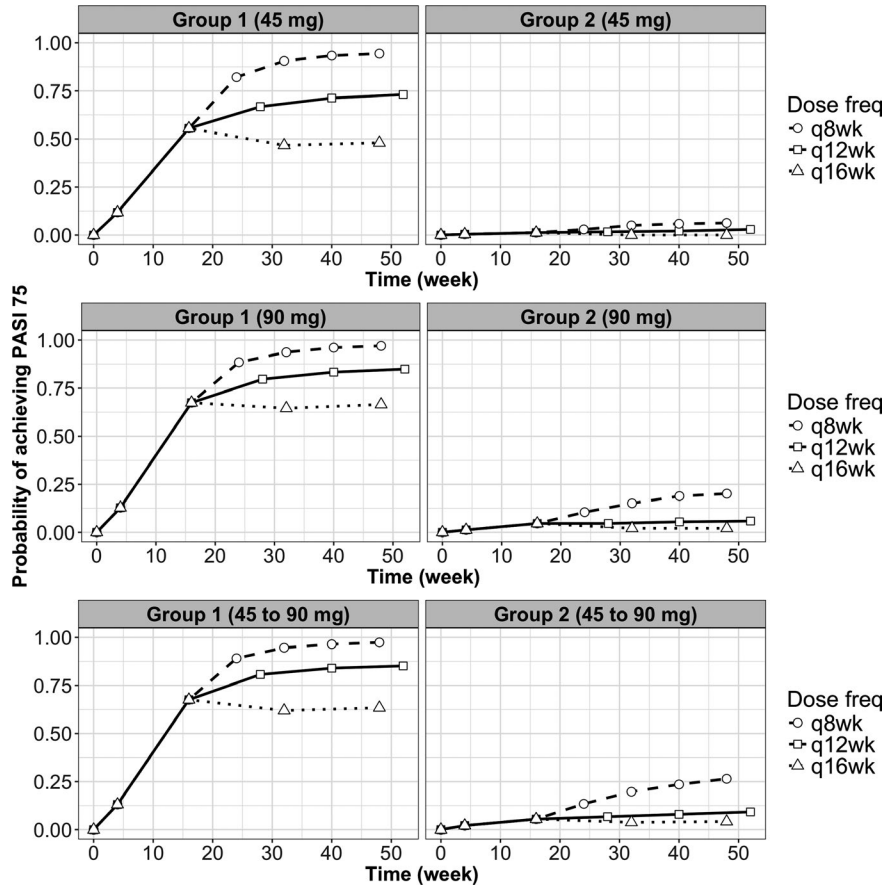 Probability of achieving PASI 75
Group 1 (45 mg)
Group 2 (45 mg)
1.00
0.75
0.50
0.25
0.00
0 10 20 30 40 50
0 10 20 30 40 50
Time (week)
Time (week)
Dose freq
q8wk
q12wk
q16wk
Group 1 (90 mg)
Group 2 (90 mg)
1.00
0.75
0.50
0.25
0.00
0 10 20 30 40 50
0 10 20 30 40 50
Time (week)
Time (week)
Dose freq
q8wk
q12wk
q16wk
Group 1 (45 to 90 mg)
Group 2 (45 to 90 mg)
1.00
0.75
0.50
0.25
0.00
0 10 20 30 40 50
0 10 20 30 40 50
Time (week)
Time (week)
Dose freq
q8wk
q12wk
q16wk